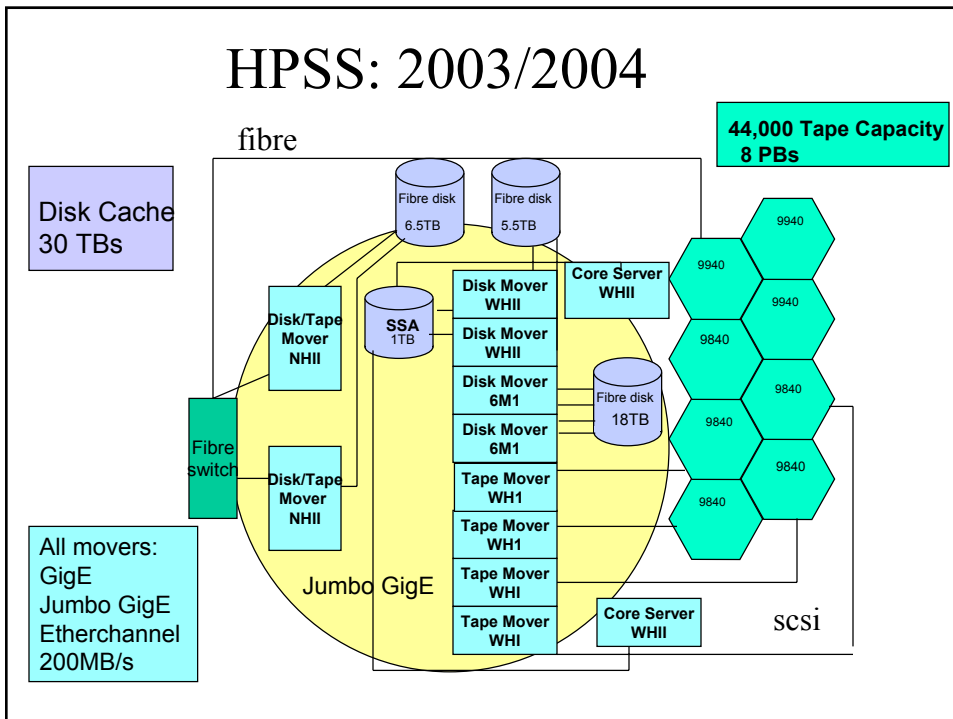 HPSS: 2003/2004
fibre
44,000 Tape Capacity
8 PBs
Disk Cache
30 TBs
Fibre disk
6.5TB
Fibre disk
5.5TB
Disk/Tape
Mover
NHII
SSA
1TB
Disk Mover
WHII
Disk Mover
WHII
Disk Mover
6M1
Disk Mover
6M1
Tape Mover
WH1
Tape Mover
WH1
Tape Mover
WHI
Tape Mover
WHI
Core Server
WHII
Fibre disk
18TB
9940
9940
9940
9840
9840
9840
9840
9840
Fibre
switch
Disk/Tape
Mover
NHII
Jumbo GigE
Core Server
WHII
scsi
All movers:
GigE
Jumbo GigE
Etherchannel
200MB/s